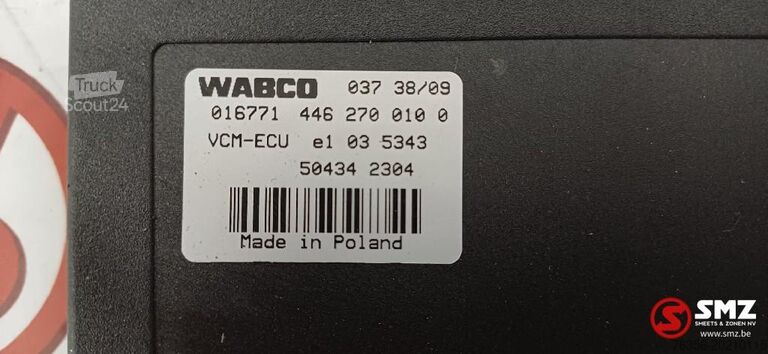 WABCO 037 38/09
016771 446 270 010 0
VCM-ECU e1 03 5343
50434 2304
Made in Poland
Truck
Scout24
SMZ
SMEETS & ZONEN NV
www.smz.be